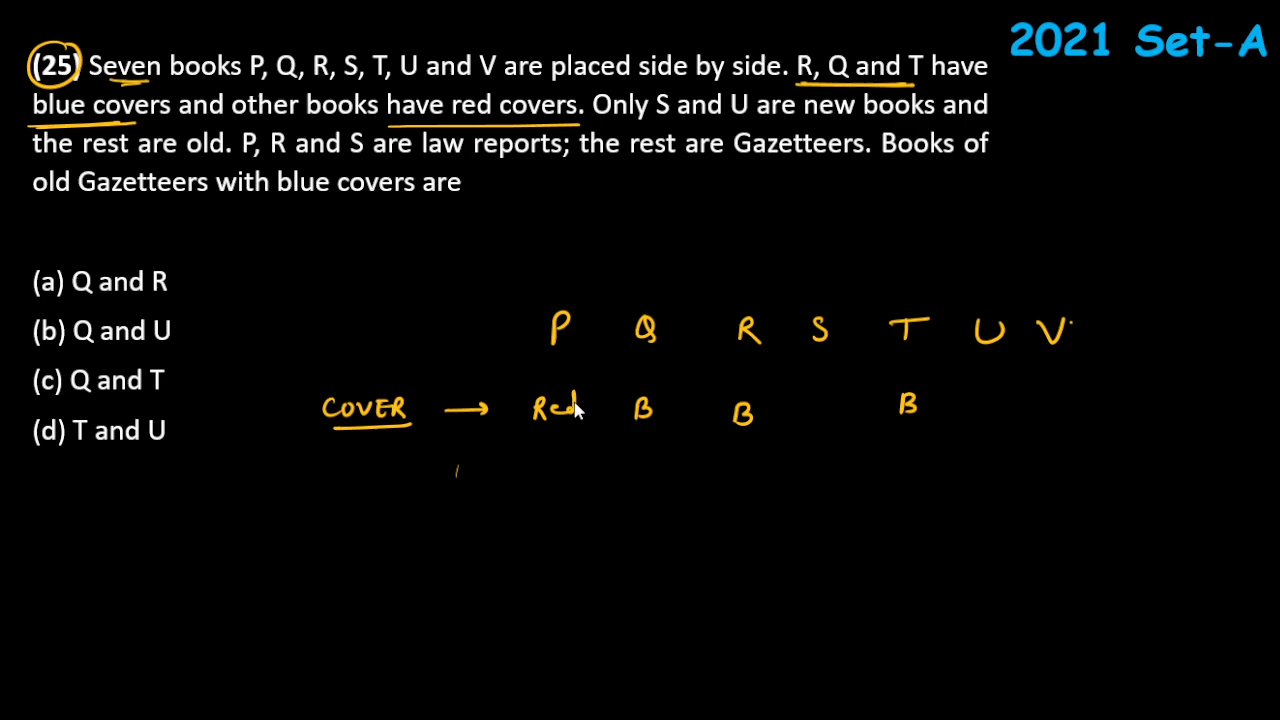 2021 Set-A
(25) Seven books P, Q, R, S, T, U and V are placed side by side. R, Q and T have
blue covers and other books have red covers. Only S and U are new books and
the rest are old. P, R and S are law reports; the rest are Gazetteers. Books of
old Gazetteers with blue covers are
(a) Q and R
(b) Q and U
(c) Q and T
(d) T and U
P Q R S T U V
COVER → Red B B B